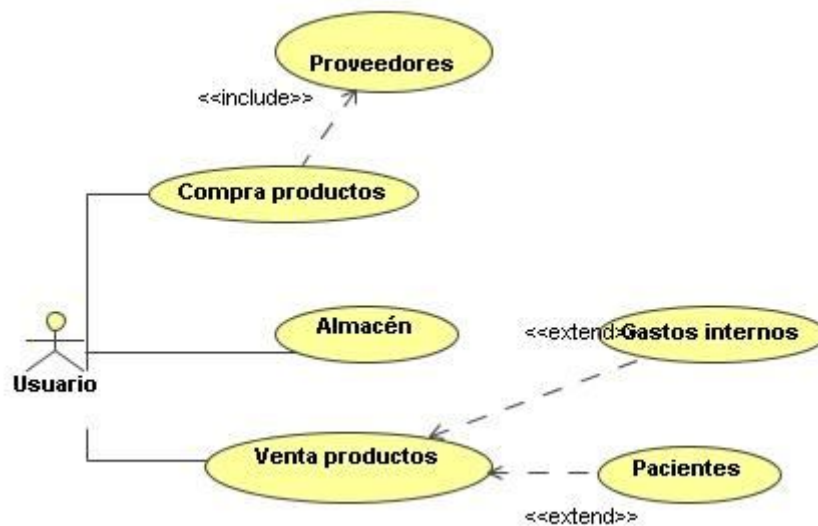 Proveedores
<<include>>
Compra productos
Almacén
<<extend>
Gastos internos
Usuario
Venta productos
Pacientes
<<extend>>